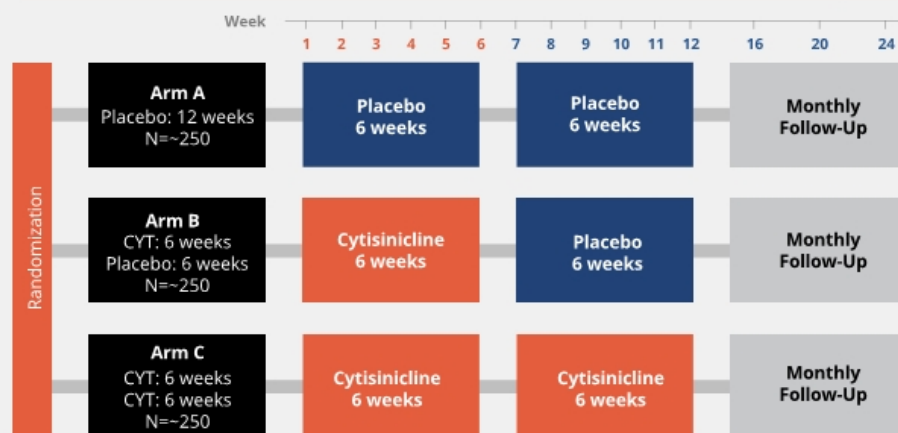 Week
1 2 3 4 5 6 7 8 9 10 11 12 16 20 24
Randomization
Arm A
Placebo: 12 weeks
N=~250
Placebo
6 weeks
Placebo
6 weeks
Monthly
Follow-Up
Arm B
CYT: 6 weeks
Placebo: 6 weeks
N=~250
Cytisinicline
6 weeks
Placebo
6 weeks
Monthly
Follow-Up
Arm C
CYT: 6 weeks
CYT: 6 weeks
N=~250
Cytisinicline
6 weeks
Cytisinicline
6 weeks
Monthly
Follow-Up